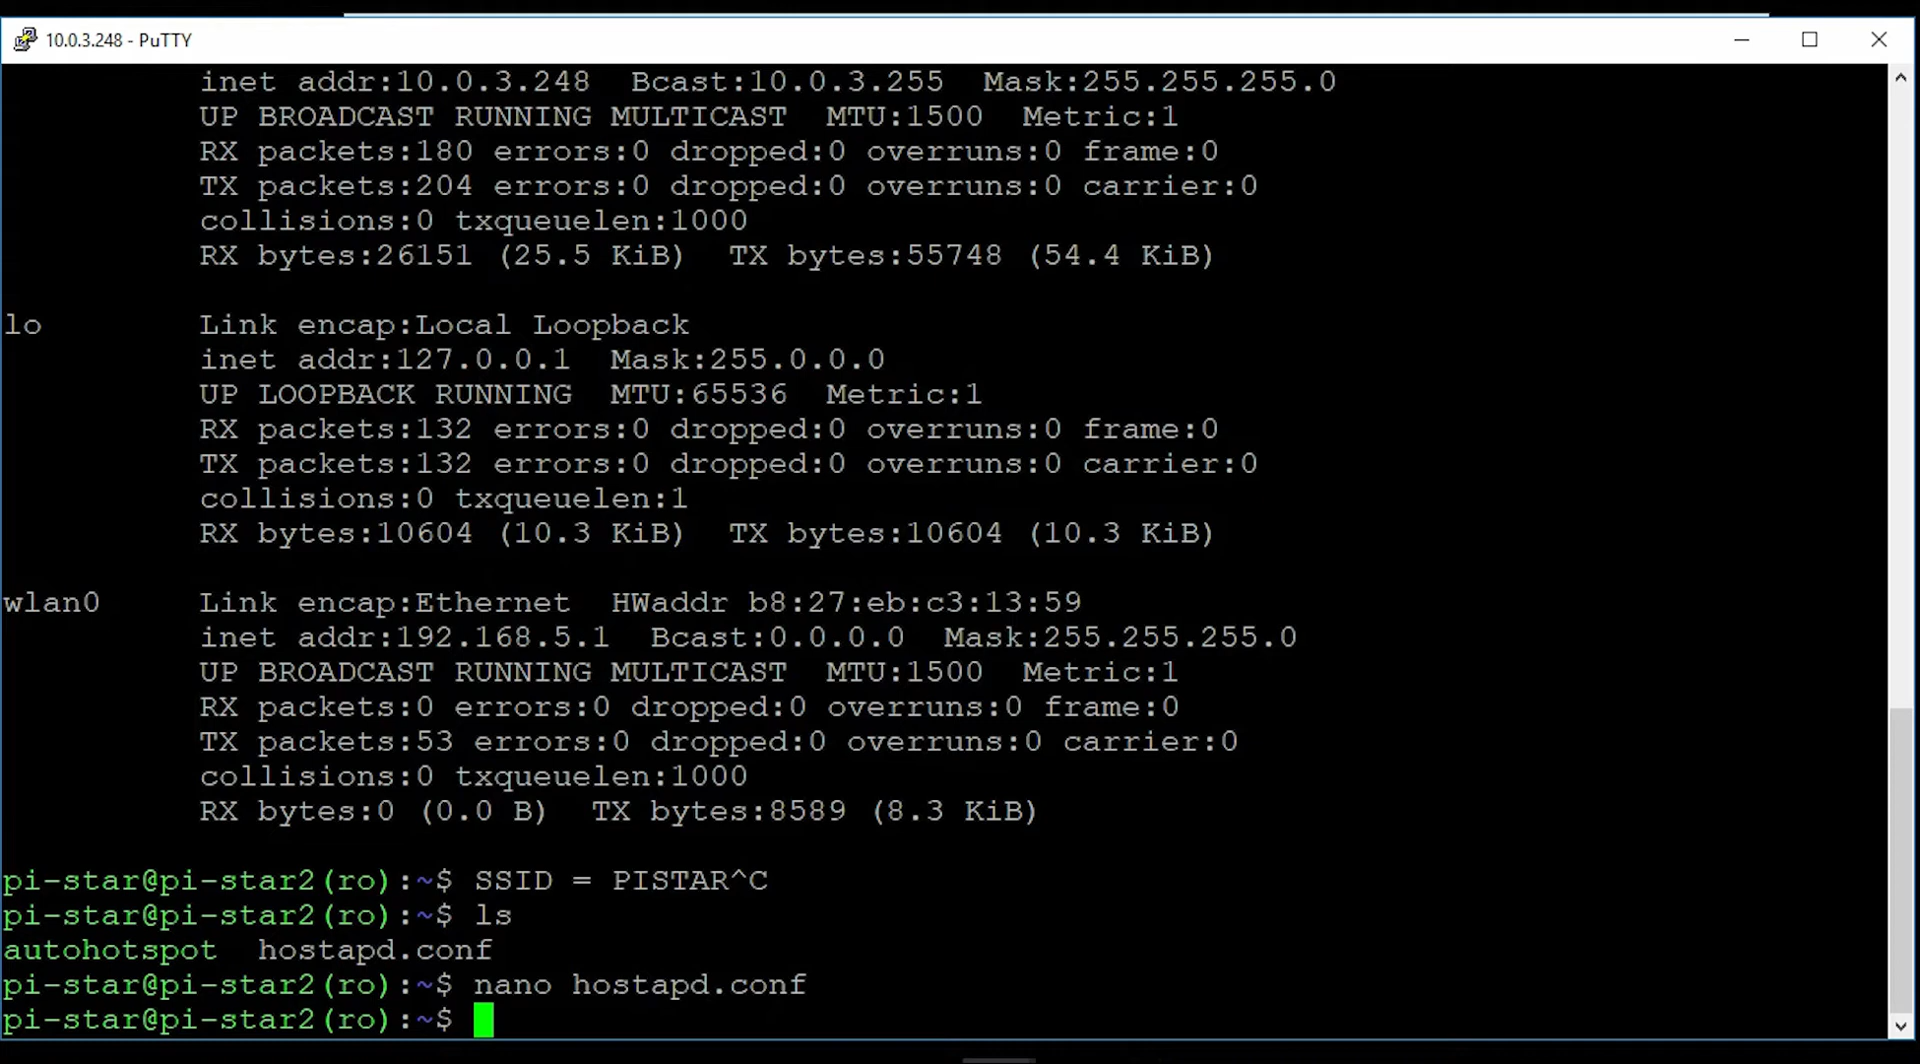 10.0.3.248 - PuTTY
inet addr:10.0.3.248  Bcast:10.0.3.255  Mask:255.255.255.0
UP BROADCAST RUNNING MULTICAST  MTU:1500  Metric:1
RX packets:180 errors:0 dropped:0 overruns:0 frame:0
TX packets:204 errors:0 dropped:0 overruns:0 carrier:0
collisions:0 txqueuelen:1000
RX bytes:26151 (25.5 KiB)  TX bytes:55748 (54.4 KiB)
lo        Link encap:Local Loopback
inet addr:127.0.0.1  Mask:255.0.0.0
UP LOOPBACK RUNNING  MTU:65536  Metric:1
RX packets:132 errors:0 dropped:0 overruns:0 frame:0
TX packets:132 errors:0 dropped:0 overruns:0 carrier:0
collisions:0 txqueuelen:1
RX bytes:10604 (10.3 KiB)  TX bytes:10604 (10.3 KiB)
wlan0     Link encap:Ethernet  HWaddr b8:27:eb:c3:13:59
inet addr:192.168.5.1  Bcast:0.0.0.0  Mask:255.255.255.0
UP BROADCAST RUNNING MULTICAST  MTU:1500  Metric:1
RX packets:0 errors:0 dropped:0 overruns:0 frame:0
TX packets:53 errors:0 dropped:0 overruns:0 carrier:0
collisions:0 txqueuelen:1000
RX bytes:0 (0.0 B)  TX bytes:8589 (8.3 KiB)
pi-star@pi-star2(ro):~$ SSID = PISTAR^C
pi-star@pi-star2(ro):~$ ls
autohotspot  hostapd.conf
pi-star@pi-star2(ro):~$ nano hostapd.conf
pi-star@pi-star2(ro):~$